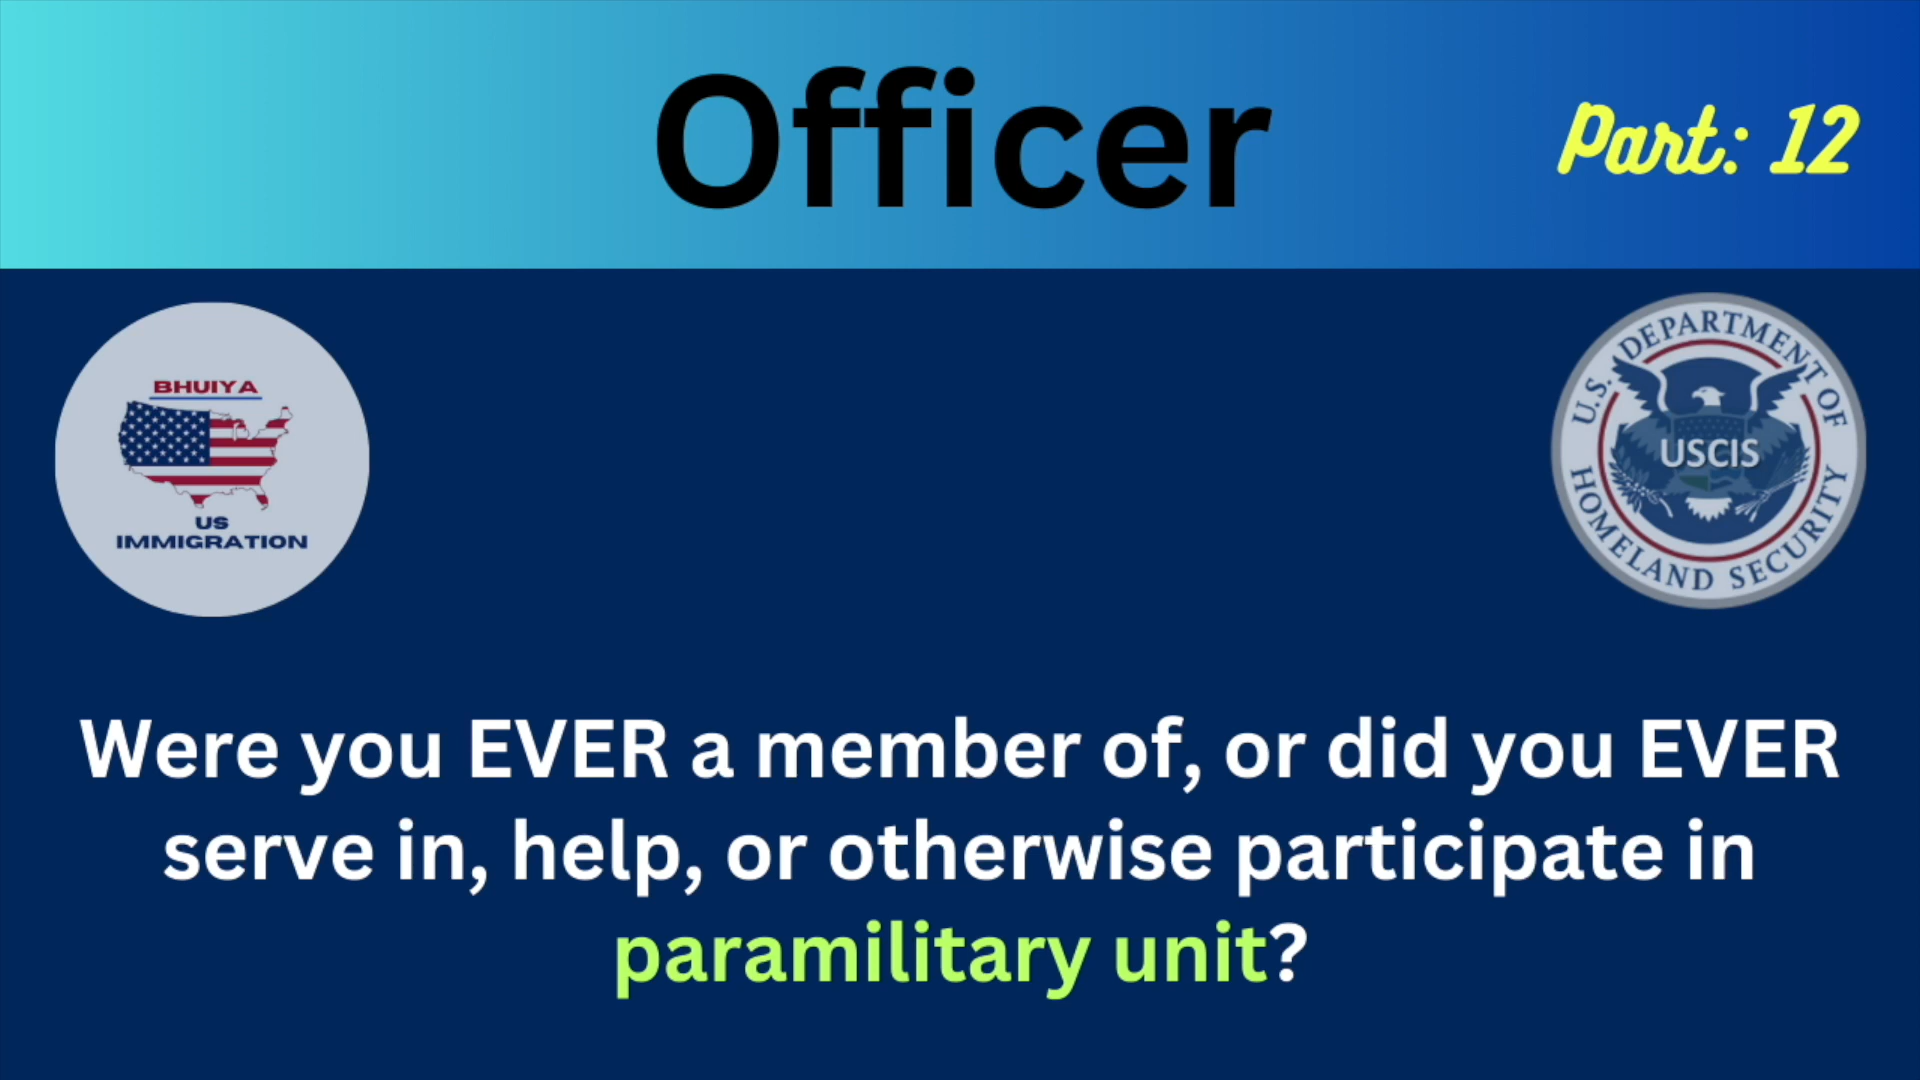 Officer
Part: 12
BHUIYA
US
IMMIGRATION
U.S. DEPARTMENT OF
HOMELAND SECURITY
USCIS
Were you EVER a member of, or did you EVER
serve in, help, or otherwise participate in
paramilitary unit?